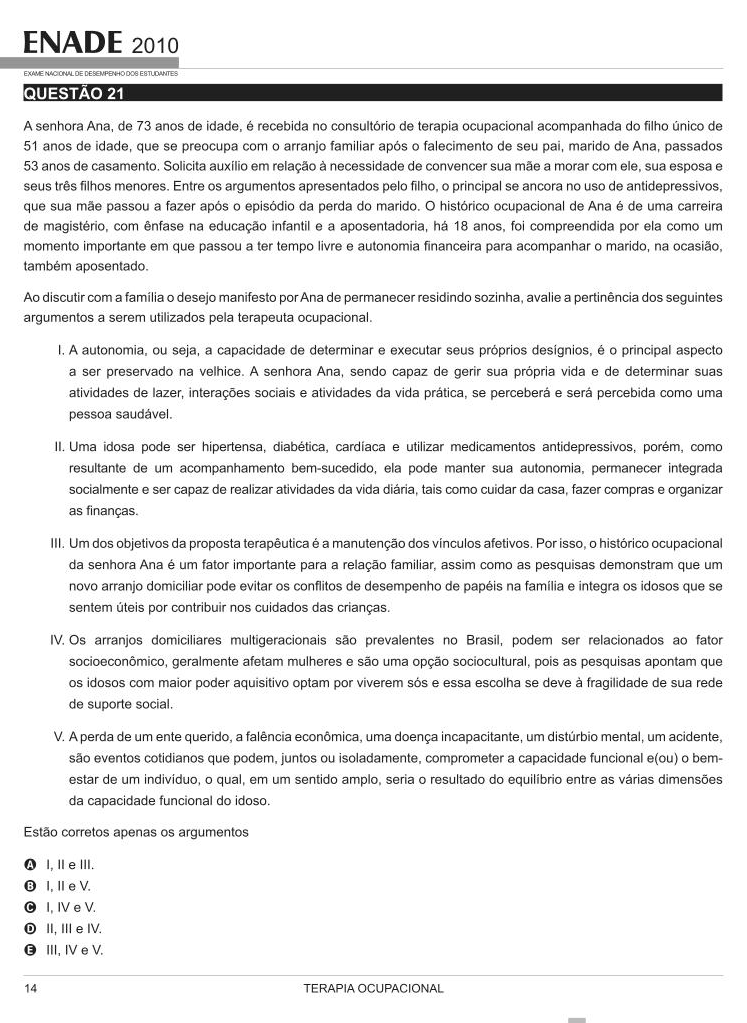 ENADE 2010
EXAME NACIONAL DE DESEMPENHO DOS ESTUDANTES
QUESTÃO 21
A senhora Ana, de 73 anos de idade, é recebida no consultório de terapia ocupacional acompanhada do filho único de
51 anos de idade, que se preocupa com o arranjo familiar após o falecimento de seu pai, marido de Ana, passados
53 anos de casamento. Solicita auxílio em relação à necessidade de convencer sua mãe a morar com ele, sua esposa e
seus três filhos menores. Entre os argumentos apresentados pelo filho, o principal se ancora no uso de antidepressivos,
que sua mãe passou a fazer após o episódio da perda do marido. O histórico ocupacional de Ana é de uma carreira
de magistério, com ênfase na educação infantil e a aposentadoria, há 18 anos, foi compreendida por ela como um
momento importante em que passou a ter tempo livre e autonomia financeira para acompanhar o marido, na ocasião,
também aposentado.
Ao discutir com a família o desejo manifesto por Ana de permanecer residindo sozinha, avalie a pertinência dos seguintes
argumentos a serem utilizados pela terapeuta ocupacional.
I. A autonomia, ou seja, a capacidade de determinar e executar seus próprios desígnios, é o principal aspecto
a ser preservado na velhice. A senhora Ana, sendo capaz de gerir sua própria vida e de determinar suas
atividades de lazer, interações sociais e atividades da vida prática, se perceberá e será percebida como uma
pessoa saudável.
II. Uma idosa pode ser hipertensa, diabética, cardíaca e utilizar medicamentos antidepressivos, porém, como
resultante de um acompanhamento bem-sucedido, ela pode manter sua autonomia, permanecer integrada
socialmente e ser capaz de realizar atividades da vida diária, tais como cuidar da casa, fazer compras e organizar
as finanças.
III. Um dos objetivos da proposta terapêutica é a manutenção dos vínculos afetivos. Por isso, o histórico ocupacional
da senhora Ana é um fator importante para a relação familiar, assim como as pesquisas demonstram que um
novo arranjo domiciliar pode evitar os conflitos de desempenho de papéis na família e integra os idosos que se
sentem úteis por contribuir nos cuidados das crianças.
IV. Os arranjos domiciliares multigeracionais são prevalentes no Brasil, podem ser relacionados ao fator
socioeconômico, geralmente afetam mulheres e são uma opção sociocultural, pois as pesquisas apontam que
os idosos com maior poder aquisitivo optam por viverem sós e essa escolha se deve à fragilidade de sua rede
de suporte social.
V. A perda de um ente querido, a falência econômica, uma doença incapacitante, um distúrbio mental, um acidente,
são eventos cotidianos que podem, juntos ou isoladamente, comprometer a capacidade funcional e(ou) o bem-
estar de um indivíduo, o qual, em um sentido amplo, seria o resultado do equilíbrio entre as várias dimensões
da capacidade funcional do idoso.
Estão corretos apenas os argumentos
A I, II e III.
B I, II e V.
C I, IV e V.
D II, III e IV.
E III, IV e V.
14 TERAPIA OCUPACIONAL